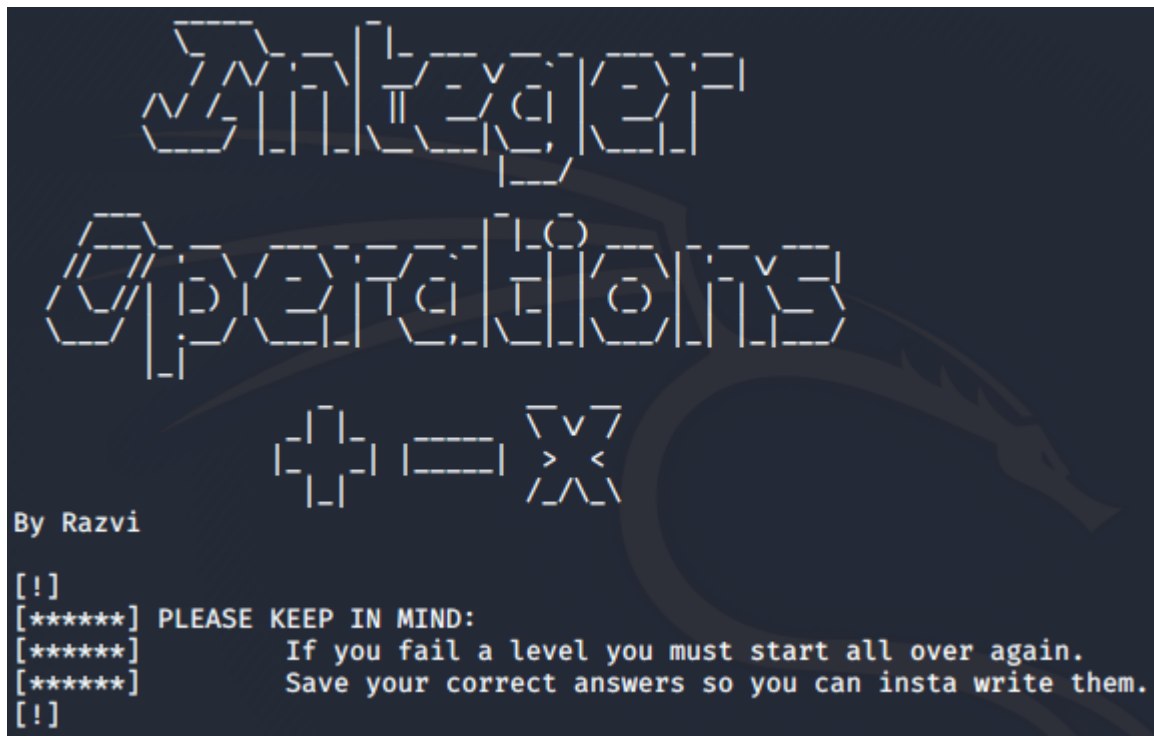 Integer
Operations
+ - x
By Razvi
[!]
[******] PLEASE KEEP IN MIND:
[******] If you fail a level you must start all over again.
[******] Save your correct answers so you can insta write them.
[!]